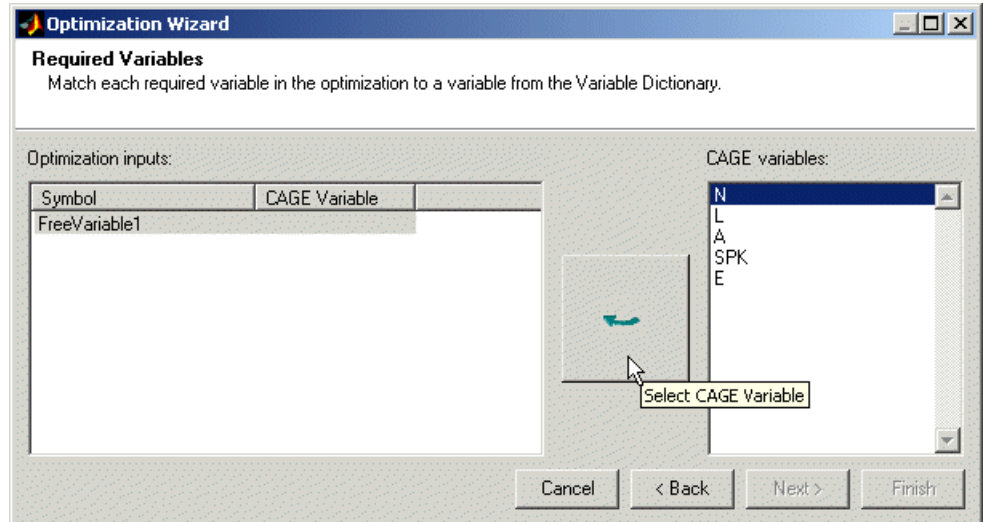 Optimization Wizard
Required Variables
Match each required variable in the optimization to a variable from the Variable Dictionary.
Optimization inputs:
CAGE variables:
Symbol CAGE Variable
FreeVariable1
N
L
A
SPK
E
Select CAGE Variable
Cancel < Back Next > Finish